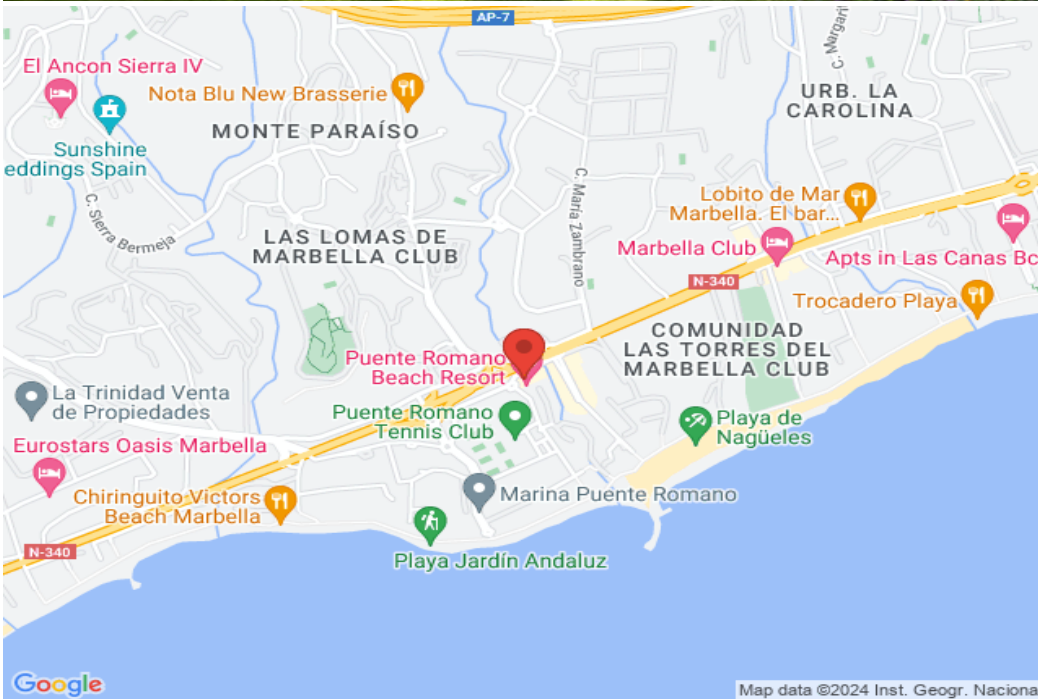 AP-7
El Ancon Sierra IV
Nota Blu New Brasserie
C. Margari
URB. LA
CAROLINA
MONTE PARAÍSO
Sunshine
eddings Spain
C. María Zambrano
Lobito de Mar
Marbella. El bar...
C. Sierra Bermeja
LAS LOMAS DE
MARBELLA CLUB
Marbella Club
Apts in Las Canas Bc
N-340
Trocadero Playa
COMUNIDAD
LAS TORRES DEL
MARBELLA CLUB
Puente Romano
Beach Resort
La Trinidad Venta
de Propiedades
Puente Romano
Tennis Club
Playa de
Nagüeles
Eurostars Oasis Marbella
Chiringuito Victors
Beach Marbella
Marina Puente Romano
N-340
Playa Jardín Andaluz
Google
Map data ©2024 Inst. Geogr. Naciona